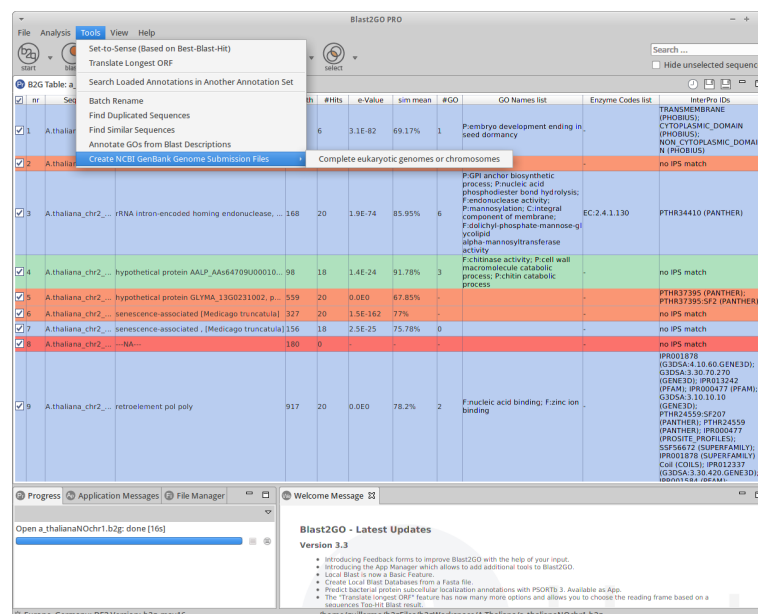 Blast2GO PRO
File Analysis Tools View Help
start
select
Search ...
Hide unselected sequenc
Set-to-Sense (Based on Best-Blast-Hit)
Translate Longest ORF
Search Loaded Annotations in Another Annotation Set
Batch Rename
Find Duplicated Sequences
Find Similar Sequences
Annotate GOs from Blast Descriptions
Create NCBI GenBank Genome Submission Files
Complete eukaryotic genomes or chromosomes
B2G Table: a_
nr Seq #Hits e-Value sim mean #GO GO Names list Enzyme Codes list InterPro IDs
1 A.thalian 6 3.1E-82 69.17% 1
P:embryo development ending in
seed dormancy
-
TRANSMEMBRANE
(PHOBIUS);
CYTOPLASMIC_DOMAIN
(PHOBIUS);
NON_CYTOPLASMIC_DOMAI
N (PHOBIUS)
2 A.thalian - no IPS match
3 A.thaliana_chr2_... rRNA intron-encoded homing endonuclease, ... 168 20 1.9E-74 85.95% 6
P:GPI anchor biosynthetic
process; P:nucleic acid
phosphodiester bond hydrolysis;
F:endonuclease activity;
P:mannosylation; C:integral
component of membrane;
F:dolichyl-phosphate-mannose-gl
ycolipid
alpha-mannosyltransferase
activity
EC:2.4.1.130 PTHR34410 (PANTHER)
4 A.thaliana_chr2_... hypothetical protein AALP_AAs64709U00010... 98 18 1.4E-24 91.78% 3
F:chitinase activity; P:cell wall
macromolecule catabolic
process; P:chitin catabolic
process
- no IPS match
5 A.thaliana_chr2_... hypothetical protein GLYMA_13G0231002, p... 559 20 0.0E0 67.85% - -
PTHR37395 (PANTHER);
PTHR37395:SF2 (PANTHER)
6 A.thaliana_chr2_... senescence-associated [Medicago truncatula] 327 20 1.5E-162 77% - - no IPS match
7 A.thaliana_chr2_... senescence-associated , [Medicago truncatula] 156 18 2.5E-25 75.78% 0 - no IPS match
8 A.thaliana_chr2_... ---NA--- 180 0 - - - - no IPS match
9 A.thaliana_chr2_... retroelement pol poly 917 20 0.0E0 78.2% 2
F:nucleic acid binding; F:zinc ion
binding
-
IPR001878
(G3DSA:4.10.60.GENE3D);
G3DSA:3.30.70.270
(GENE3D); IPR013242
(PFAM); IPR000477 (PFAM);
G3DSA:3.10.10.10
(GENE3D);
PTHR24559:SF207
(PANTHER); PTHR24559
(PANTHER); IPR000477
(PROSITE_PROFILES);
SSF56672 (SUPERFAMILY);
IPR001878 (SUPERFAMILY)
Coil (COILS); IPR012337
(G3DSA:3.30.420.GENE3D);
IPR001584 (PFAM);
Progress Application Messages File Manager
Open a_thalianaNOchr1.b2g: done [16s]
Welcome Message
Blast2GO - Latest Updates
Version 3.3
Introducing Feedback forms to improve Blast2GO with the help of your input.
Introducing the App Manager which allows to add additional tools to Blast2GO.
Local Blast is now a Basic Feature.
Create Local Blast Databases from a Fasta file.
Predict bacterial protein subcellular localization annotations with PSORTb 3. Available as App.
The "Translate longest ORF" feature has now many more options and allows you to choose the reading frame based on a
sequences Top-Hit Blast result.